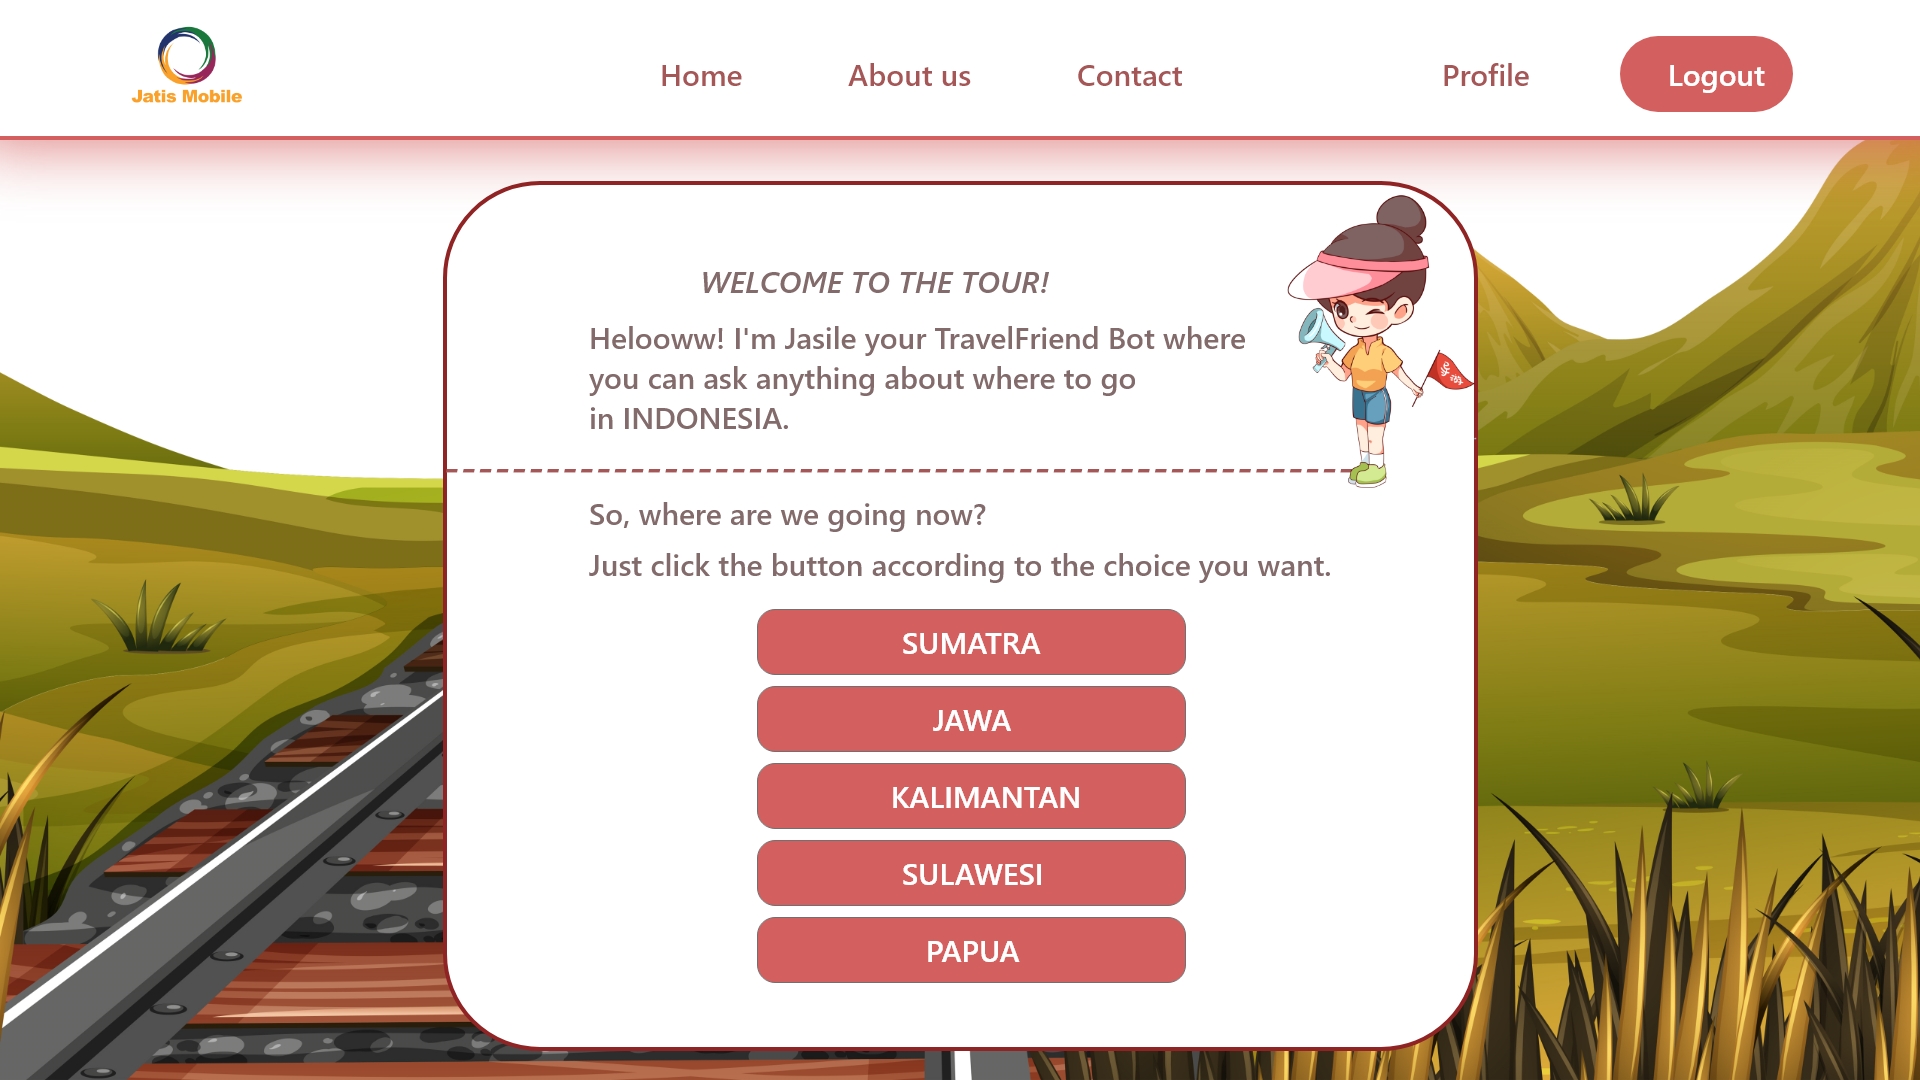 Jatis Mobile
Home
About us
Contact
Profile
Logout
WELCOME TO THE TOUR!
Helooww! I'm Jasile your TravelFriend Bot where
you can ask anything about where to go
in INDONESIA.
So, where are we going now?
Just click the button according to the choice you want.
SUMATRA
JAWA
KALIMANTAN
SULAWESI
PAPUA